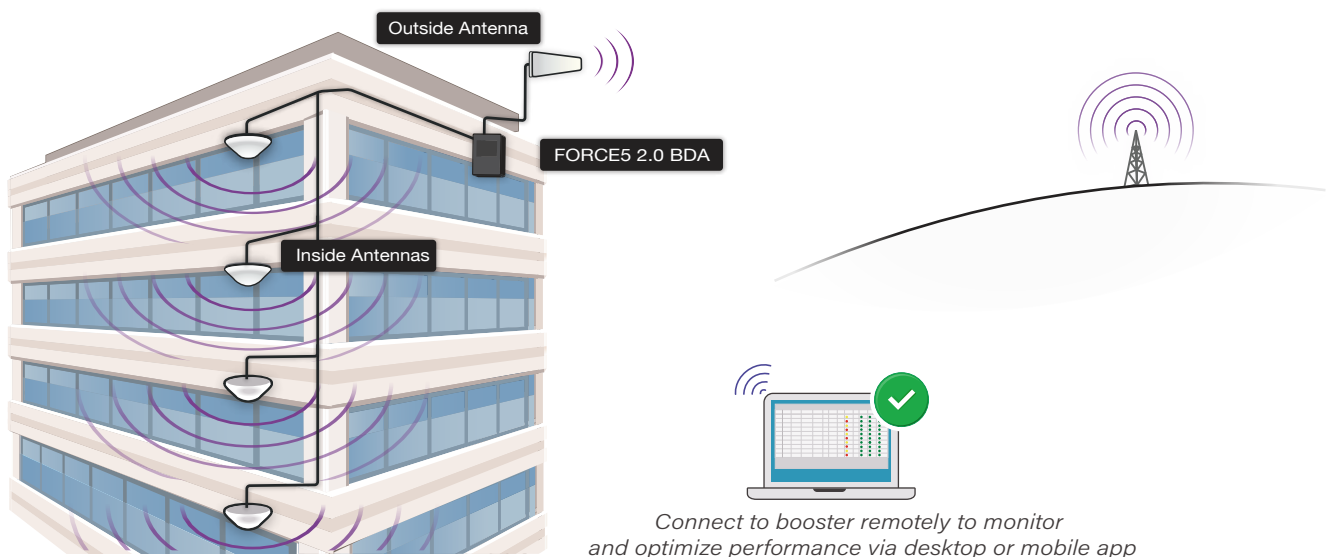 Outside Antenna
FORCE5 2.0 BDA
Inside Antennas
Connect to booster remotely to monitor
and optimize performance via desktop or mobile app